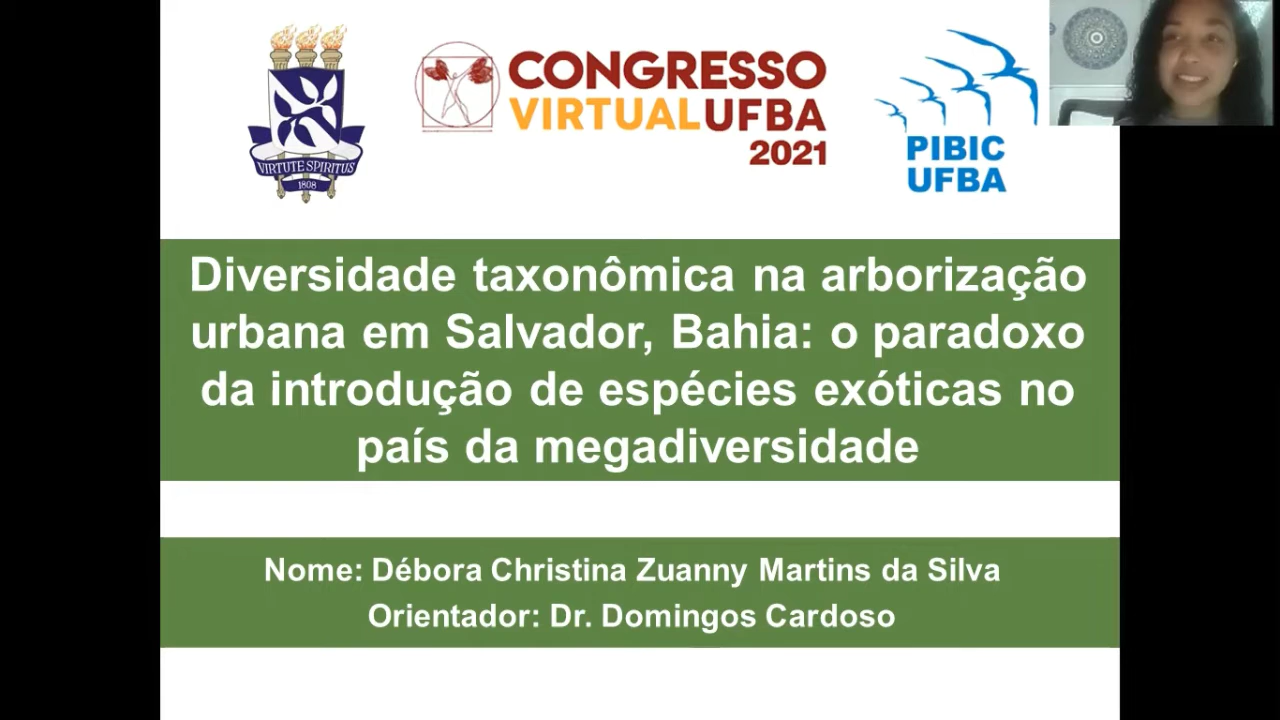 VIRTUTE SPIRITUS
1808
CONGRESSO
VIRTUALUFBA
2021
PIBIC
UFBA
Diversidade taxonômica na arborização
urbana em Salvador, Bahia: o paradoxo
da introdução de espécies exóticas no
país da megadiversidade
Nome: Débora Christina Zuanny Martins da Silva
Orientador: Dr. Domingos Cardoso